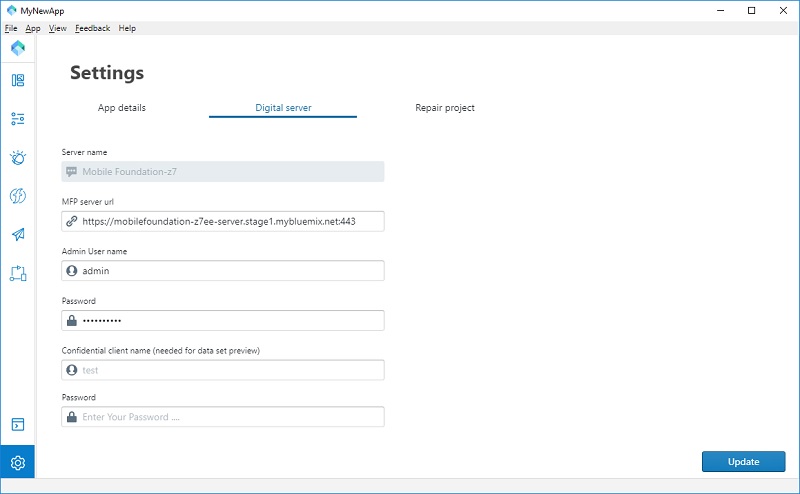 MyNewApp
File App View Feedback Help
Settings
App details Digital server Repair project
Server name
Mobile Foundation-z7
MFP server url
https://mobilefoundation-z7ee-server.stage1.mybluemix.net:443
Admin User name
admin
Password
••••••••••
Confidential client name (needed for data set preview)
test
Password
Enter Your Password ....
Update